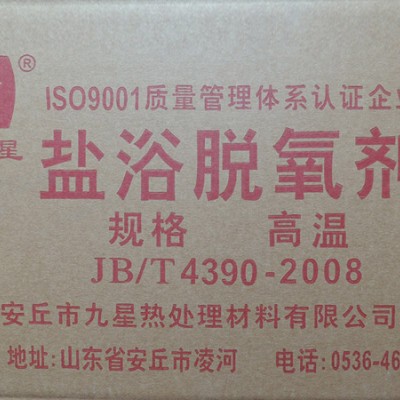 ®
ISO9001质量管理体系认证企业
星
盐浴脱氧剂
规格 高温
JB/T 4390-2008
安丘市九星热处理材料有限公司
地址:山东省安丘市凌河 电话:0536-46